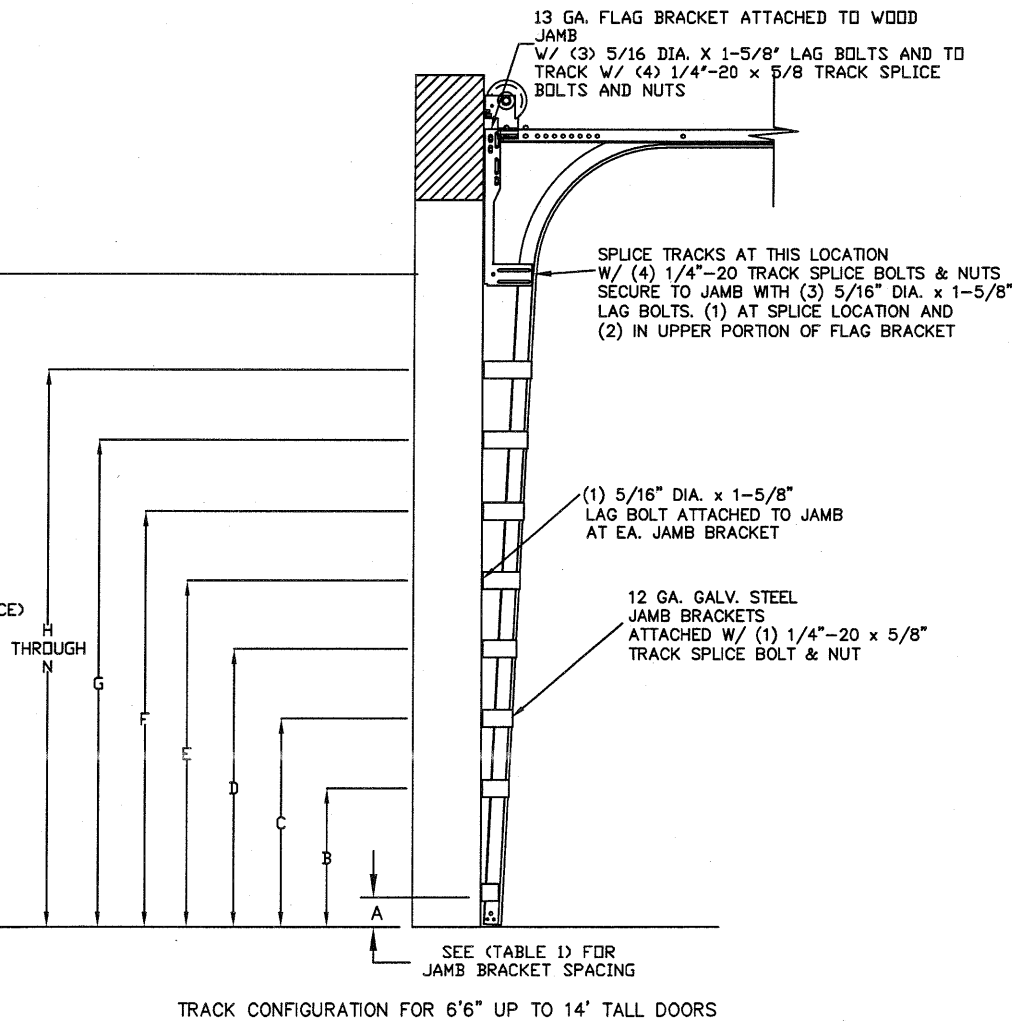 13 GA. FLAG BRACKET ATTACHED TO WOOD
JAMB
W/ (3) 5/16 DIA. X 1-5/8" LAG BOLTS AND TO
TRACK W/ (4) 1/4"-20 x 5/8 TRACK SPLICE
BOLTS AND NUTS
SPLICE TRACKS AT THIS LOCATION
W/ (4) 1/4"-20 TRACK SPLICE BOLTS & NUTS
SECURE TO JAMB WITH (3) 5/16" DIA. x 1-5/8"
LAG BOLTS. (1) AT SPLICE LOCATION AND
(2) IN UPPER PORTION OF FLAG BRACKET
(1) 5/16" DIA. x 1-5/8"
LAG BOLT ATTACHED TO JAMB
AT EA. JAMB BRACKET
12 GA. GALV. STEEL
JAMB BRACKETS
ATTACHED W/ (1) 1/4"-20 x 5/8"
TRACK SPLICE BOLT & NUT
CE)
H
THROUGH
N
G
F
E
D
C
B
A
SEE (TABLE 1) FOR
JAMB BRACKET SPACING
TRACK CONFIGURATION FOR 6'6" UP TO 14' TALL DOORS